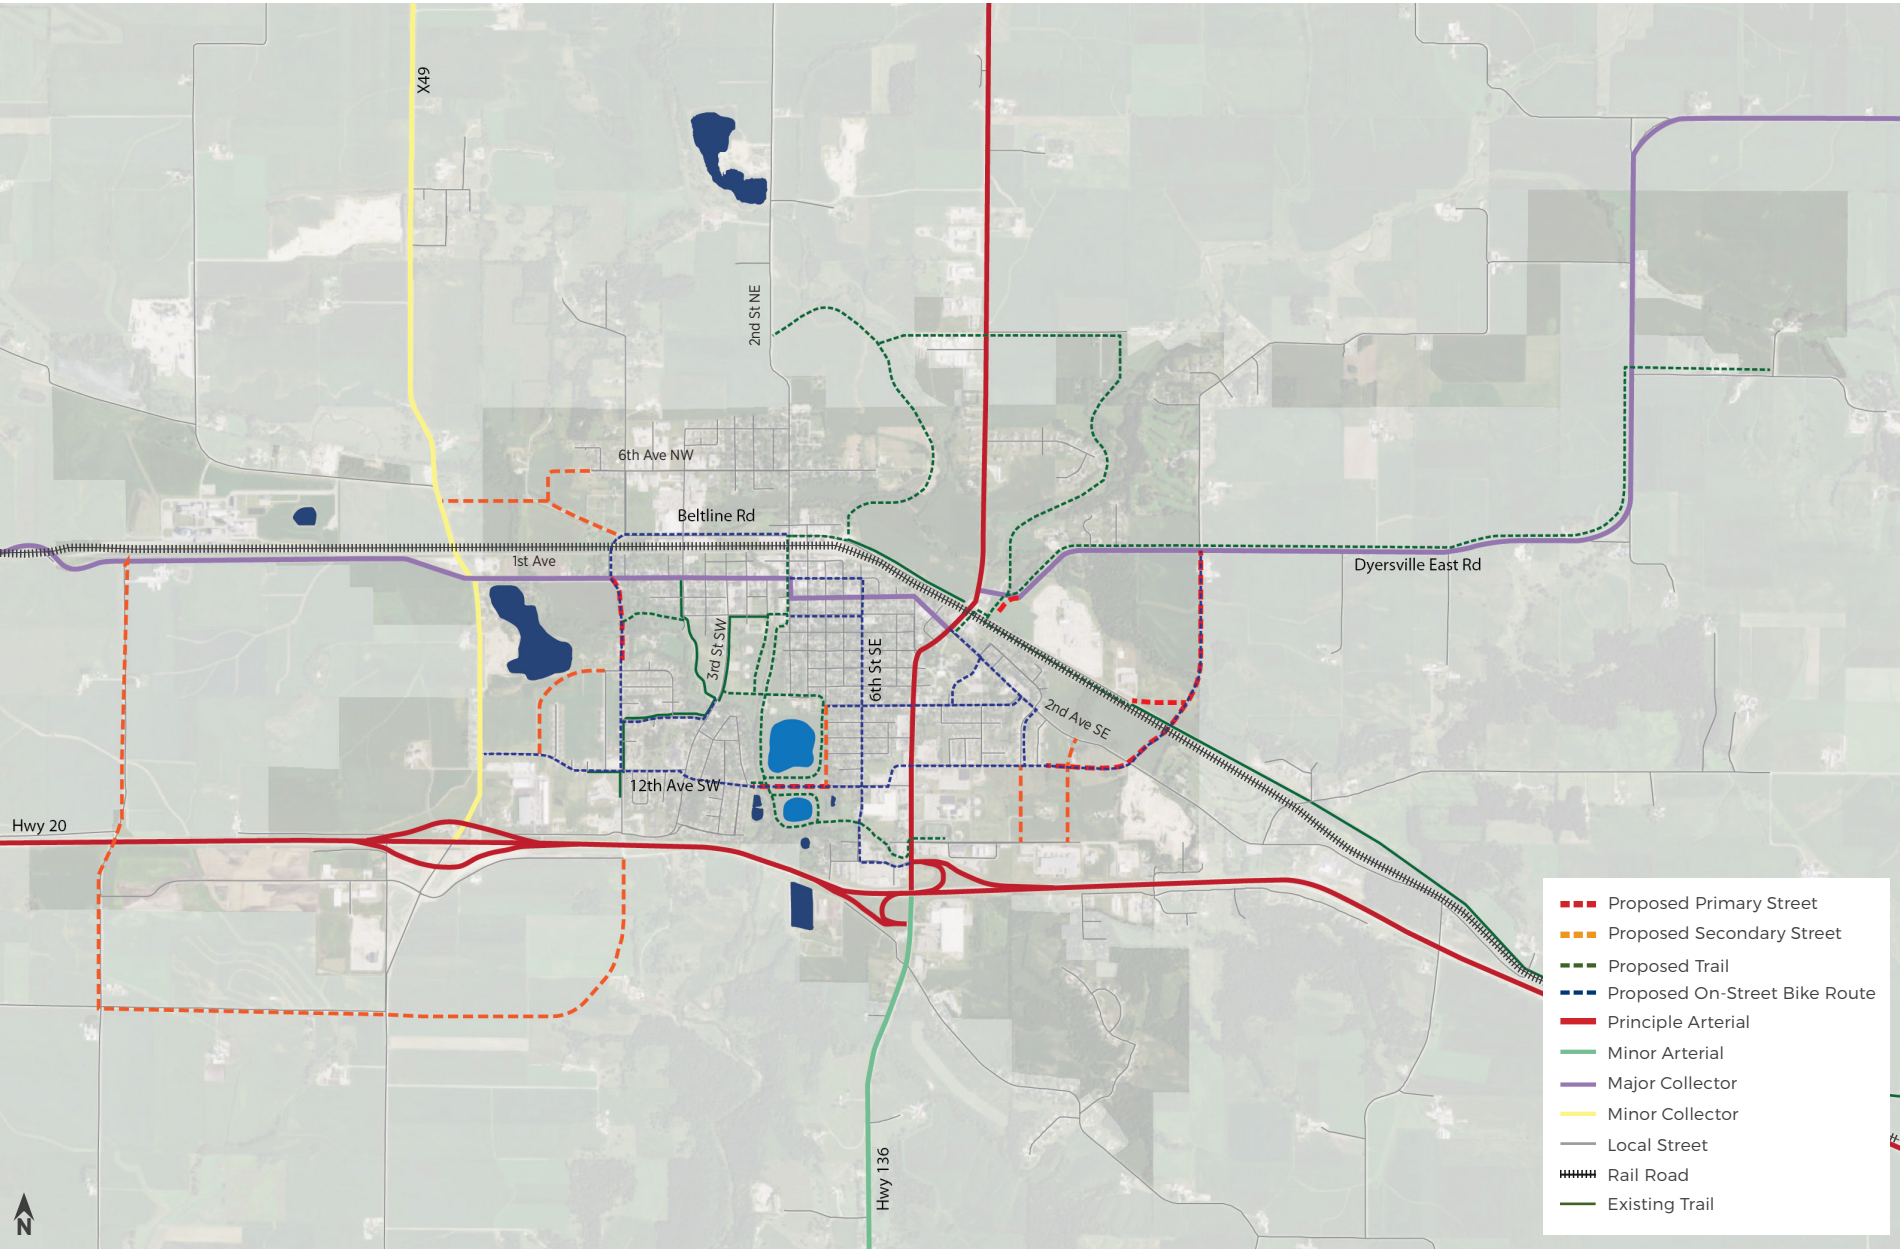 X49
2nd St NE
6th Ave NW
Beltline Rd
1st Ave
Dyersville East Rd
3rd St SW
6th St SE
2nd Ave SE
12th Ave SW
Hwy 20
Hwy 136
N
Proposed Primary Street
Proposed Secondary Street
Proposed Trail
Proposed On-Street Bike Route
Principle Arterial
Minor Arterial
Major Collector
Minor Collector
Local Street
Rail Road
Existing Trail